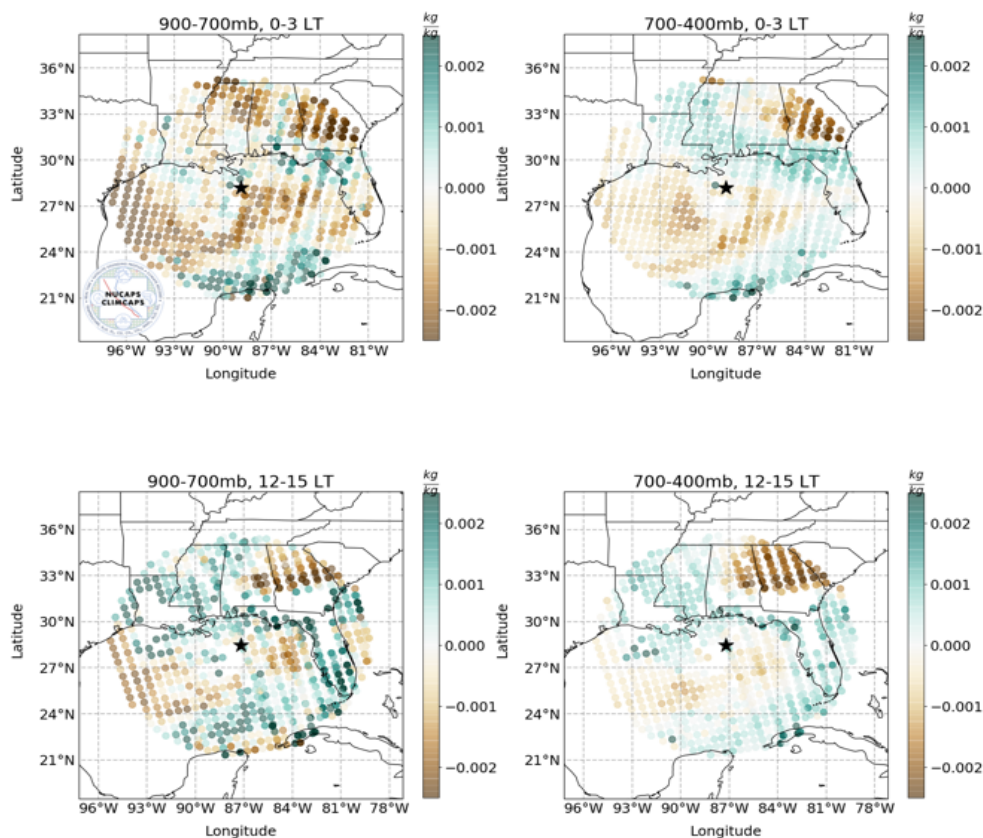 900-700mb, 0-3 LT
kg
kg
36°N
33°N
30°N
27°N
24°N
21°N
Latitude
0.002
0.001
0.000
−0.001
−0.002
NUCAPS
CLIMCAPS
96°W 93°W 90°W 87°W 84°W 81°W
Longitude
700-400mb, 0-3 LT
kg
kg
36°N
33°N
30°N
27°N
24°N
21°N
Latitude
0.002
0.001
0.000
−0.001
−0.002
96°W 93°W 90°W 87°W 84°W 81°W
Longitude
900-700mb, 12-15 LT
kg
kg
36°N
33°N
30°N
27°N
24°N
21°N
Latitude
0.002
0.001
0.000
−0.001
−0.002
96°W 93°W 90°W 87°W 84°W 81°W 78°W
Longitude
700-400mb, 12-15 LT
kg
kg
36°N
33°N
30°N
27°N
24°N
21°N
Latitude
0.002
0.001
0.000
−0.001
−0.002
96°W 93°W 90°W 87°W 84°W 81°W 78°W
Longitude